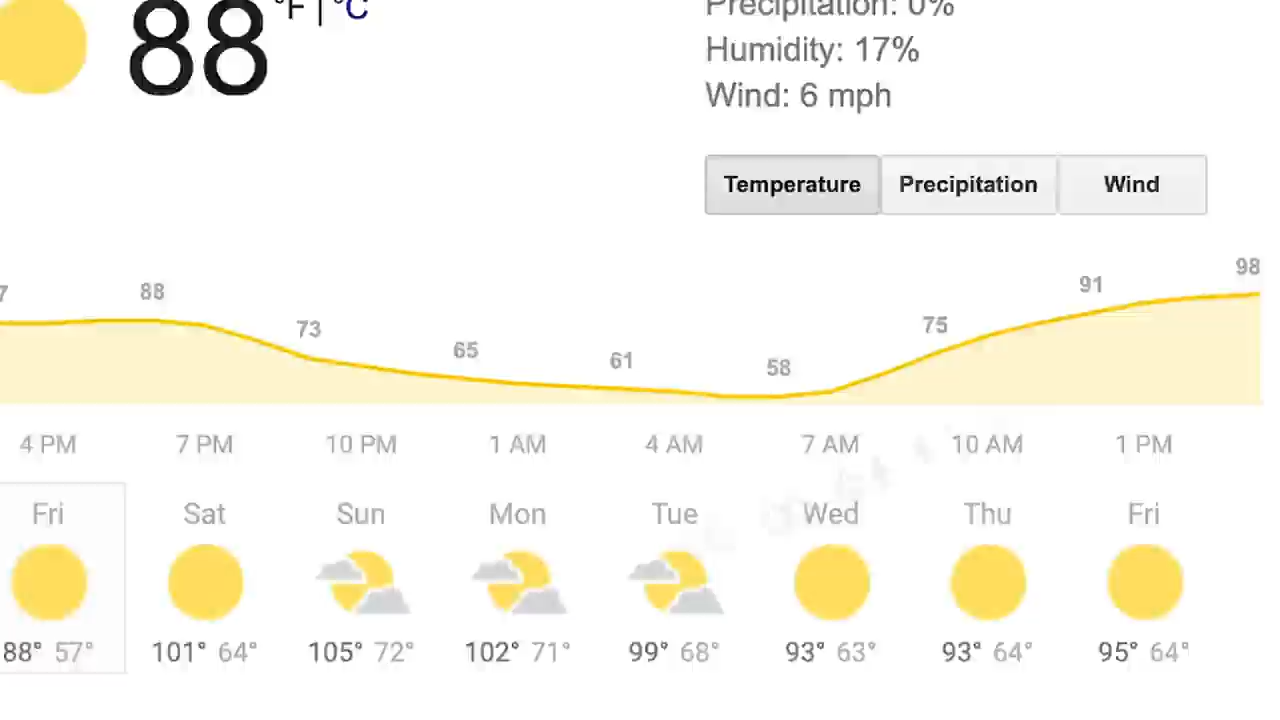 88 °F | °C
Precipitation: 0%
Humidity: 17%
Wind: 6 mph
Temperature Precipitation Wind
7 88 73 65 61 58 75 91 98
4 PM 7 PM 10 PM 1 AM 4 AM 7 AM 10 AM 1 PM
Fri Sat Sun Mon Tue Wed Thu Fri
88° 57° 101° 64° 105° 72° 102° 71° 99° 68° 93° 63° 93° 64° 95° 64°